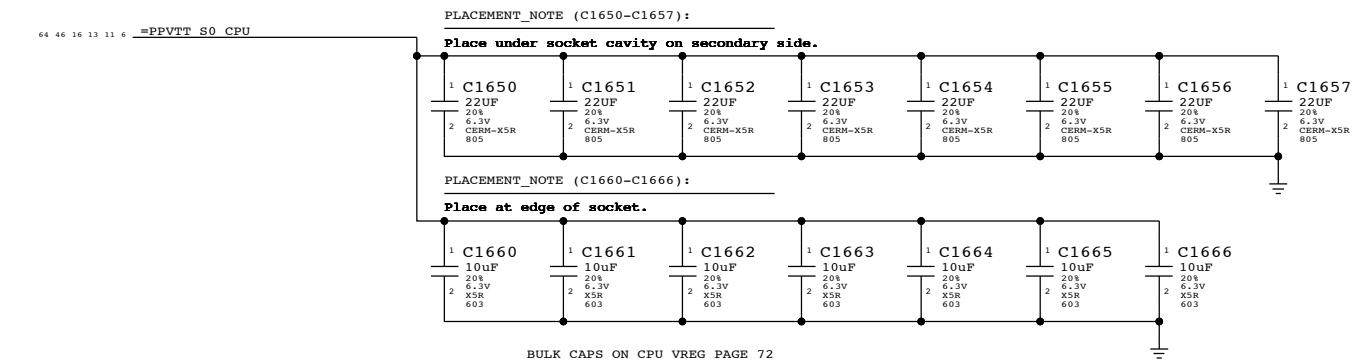 PLACEMENT_NOTE (C1650-C1657):
64 46 16 13 11 6 =PPVTT S0 CPU
Place under socket cavity on secondary side.
1 C1650 1 C1651 1 C1652 1 C1653 1 C1654 1 C1655 1 C1656 1 C1657
22UF 22UF 22UF 22UF 22UF 22UF 22UF 22UF
20% 20% 20% 20% 20% 20% 20% 20%
2 6.3V 2 6.3V 2 6.3V 2 6.3V 2 6.3V 2 6.3V 2 6.3V 2 6.3V
CERM-X5R CERM-X5R CERM-X5R CERM-X5R CERM-X5R CERM-X5R CERM-X5R CERM-X5R
805 805 805 805 805 805 805 805
PLACEMENT_NOTE (C1660-C1666):
Place at edge of socket.
1 C1660 1 C1661 1 C1662 1 C1663 1 C1664 1 C1665 1 C1666
10uF 10uF 10uF 10uF 10uF 10uF 10uF
20% 20% 20% 20% 20% 20% 20%
2 6.3V 2 6.3V 2 6.3V 2 6.3V 2 6.3V 2 6.3V 2 6.3V
X5R X5R X5R X5R X5R X5R X5R
603 603 603 603 603 603 603
BULK CAPS ON CPU VREG PAGE 72